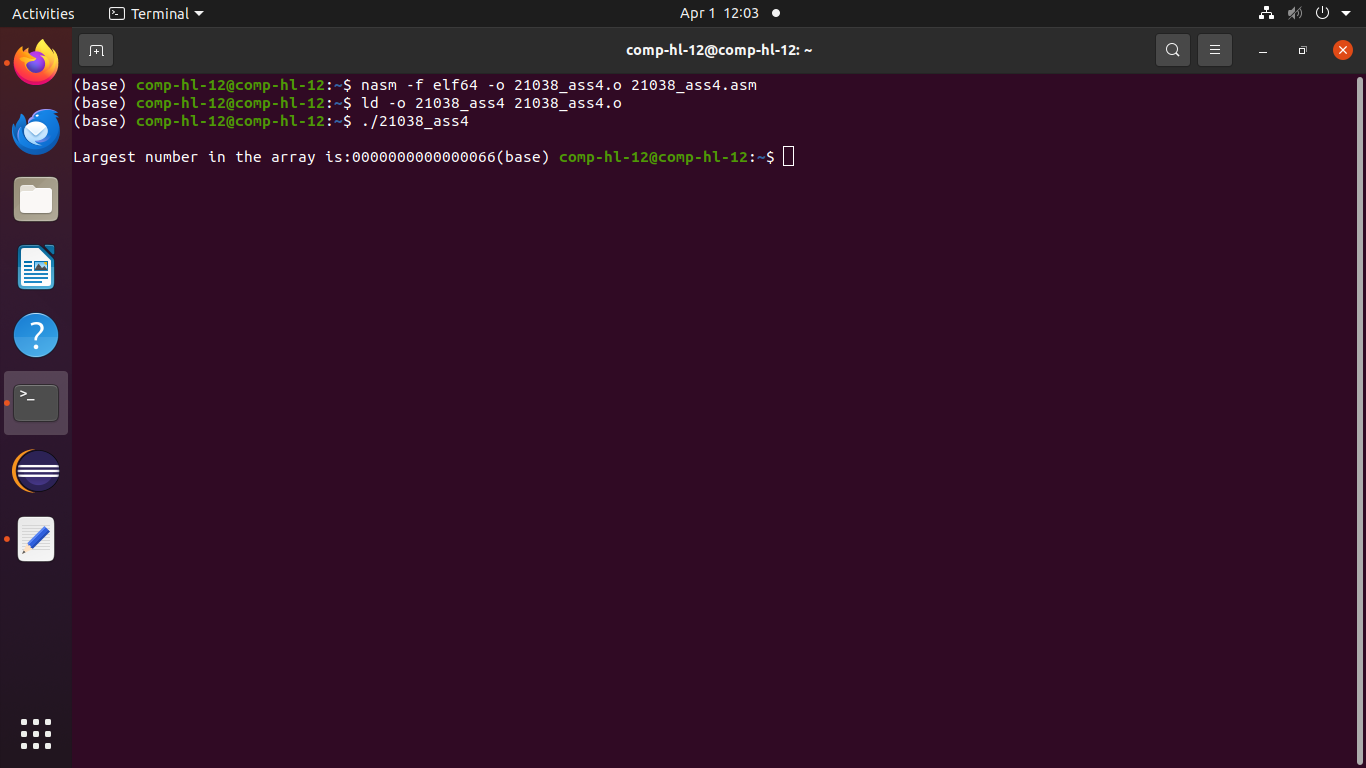 Activities
Terminal
Apr 1 12:03
comp-hl-12@comp-hl-12: ~
(base) comp-hl-12@comp-hl-12:~$ nasm -f elf64 -o 21038_ass4.o 21038_ass4.asm
(base) comp-hl-12@comp-hl-12:~$ ld -o 21038_ass4 21038_ass4.o
(base) comp-hl-12@comp-hl-12:~$ ./21038_ass4
Largest number in the array is:0000000000000066(base) comp-hl-12@comp-hl-12:~$